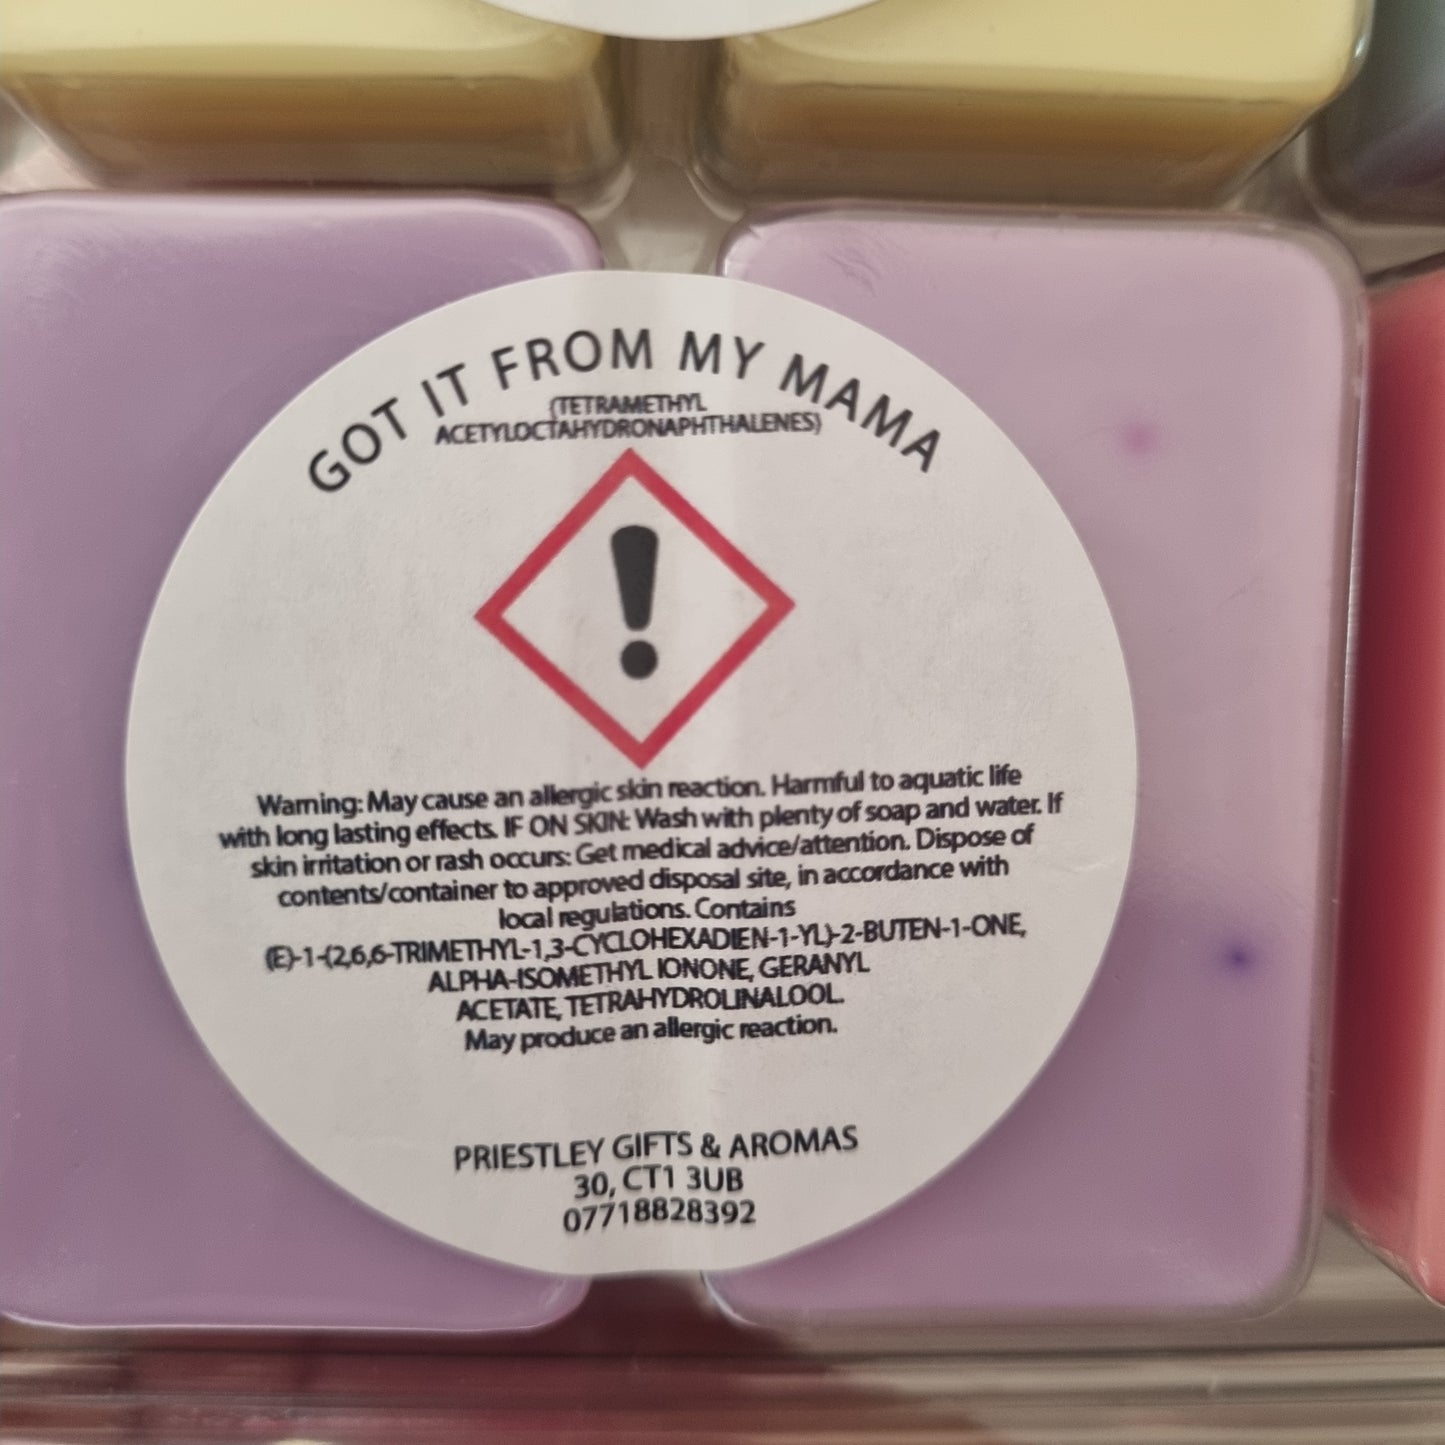 GOT IT FROM MY MAMA
(TETRAMETHYL
ACETYLOCTAHYDRONAPHTHALENES)
!
Warning: May cause an allergic skin reaction. Harmful to aquatic life
with long lasting effects. IF ON SKIN: Wash with plenty of soap and water. If
skin irritation or rash occurs: Get medical advice/attention. Dispose of
contents/container to approved disposal site, in accordance with
local regulations. Contains
(E)-1-(2,6,6-TRIMETHYL-1,3-CYCLOHEXADIEN-1-YL)-2-BUTEN-1-ONE,
ALPHA-ISOMETHYL IONONE, GERANYL
ACETATE, TETRAHYDROLINALOOL.
May produce an allergic reaction.
PRIESTLEY GIFTS & AROMAS
30, CT1 3UB
07718828392